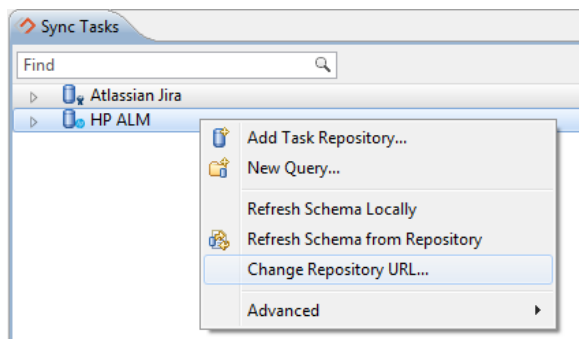 Sync Tasks
Find
Atlassian Jira
HP ALM
Add Task Repository...
New Query...
Refresh Schema Locally
Refresh Schema from Repository
Change Repository URL...
Advanced